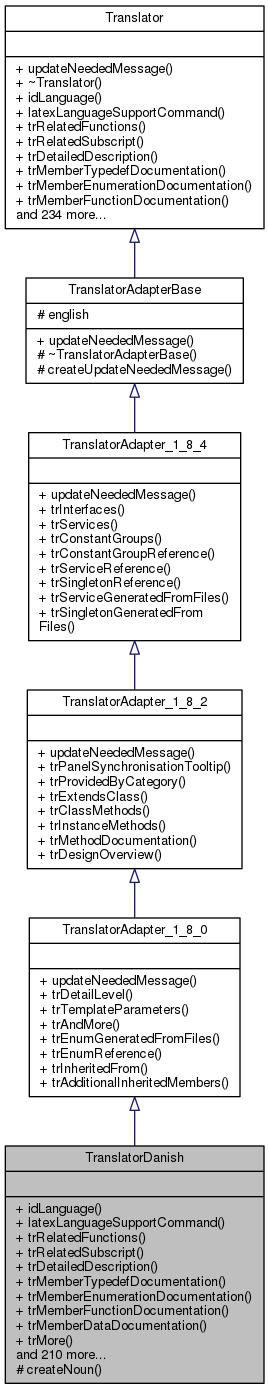 Translator
+ updateNeededMessage()
+ ~Translator()
+ idLanguage()
+ latexLanguageSupportCommand()
+ trRelatedFunctions()
+ trRelatedSubscript()
+ trDetailedDescription()
+ trMemberTypedefDocumentation()
+ trMemberEnumerationDocumentation()
+ trMemberFunctionDocumentation()
and 234 more...
TranslatorAdapterBase
# english
+ updateNeededMessage()
# ~TranslatorAdapterBase()
# createUpdateNeededMessage()
TranslatorAdapter_1_8_4
+ updateNeededMessage()
+ trInterfaces()
+ trServices()
+ trConstantGroups()
+ trConstantGroupReference()
+ trServiceReference()
+ trSingletonReference()
+ trServiceGeneratedFromFiles()
+ trSingletonGeneratedFrom
Files()
TranslatorAdapter_1_8_2
+ updateNeededMessage()
+ trPanelSynchronisationTooltip()
+ trProvidedByCategory()
+ trExtendsClass()
+ trClassMethods()
+ trInstanceMethods()
+ trMethodDocumentation()
+ trDesignOverview()
TranslatorAdapter_1_8_0
+ updateNeededMessage()
+ trDetailLevel()
+ trTemplateParameters()
+ trAndMore()
+ trEnumGeneratedFromFiles()
+ trEnumReference()
+ trInheritedFrom()
+ trAdditionalInheritedMembers()
TranslatorDanish
+ idLanguage()
+ latexLanguageSupportCommand()
+ trRelatedFunctions()
+ trRelatedSubscript()
+ trDetailedDescription()
+ trMemberTypedefDocumentation()
+ trMemberEnumerationDocumentation()
+ trMemberFunctionDocumentation()
+ trMemberDataDocumentation()
+ trMore()
and 210 more...
# createNoun()